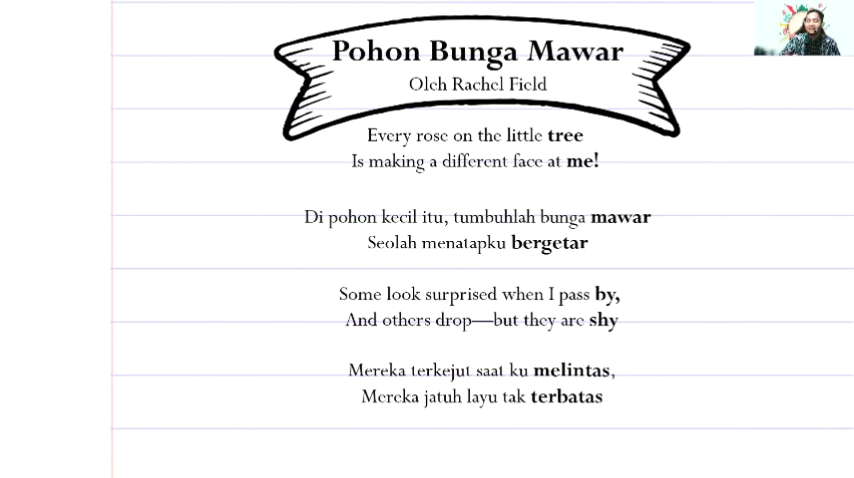 Pohon Bunga Mawar
Oleh Rachel Field
Every rose on the little tree
Is making a different face at me!
Di pohon kecil itu, tumbuhlah bunga mawar
Seolah menatapku bergetar
Some look surprised when I pass by,
And others drop—but they are shy
Mereka terkejut saat ku melintas,
Mereka jatuh layu tak terbatas